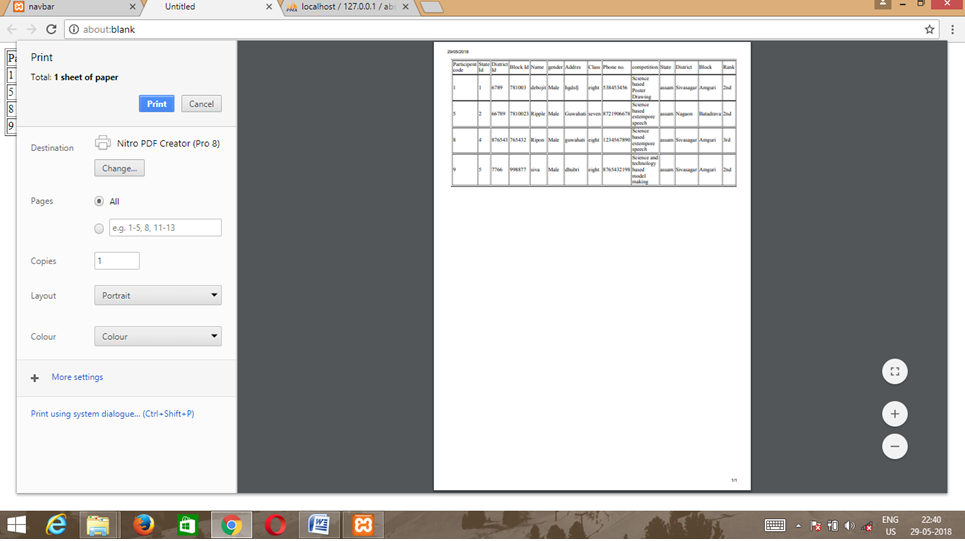 navbar
Untitled
localhost / 127.0.0.1 / abs
about:blank
Print
Total: 1 sheet of paper
Print Cancel
Destination Nitro PDF Creator (Pro 8)
Change...
Pages All
e.g. 1-5, 8, 11-13
Copies 1
Layout Portrait
Colour Colour
More settings
Print using system dialogue... (Ctrl+Shift+P)
Pa
1
5
8
9
29/05/2018
Participent code State Id District Id Block Id Name gender Addres Class Phone no competition State District Block Rank
1 1 6789 781003 debojit Male eight 538453456 Science based Poster Drawing assam Sivasagar Amguri 2nd
5 2 66789 7810023 Ripple Male Guwahati seven 8721906678 Science based extempore speech assam Nagaon Batadrava 2nd
8 4 876543 765432 Ripon Male guwahati eight 1234567890 Science based extempore speech assam Sivasagar Amguri 3rd
9 5 7766 998877 siva Male dhubri eight 8765432198 Science and technology based model making assam Sivasagar Amguri 2nd
1/1
ENG
US
22:40
29-05-2018